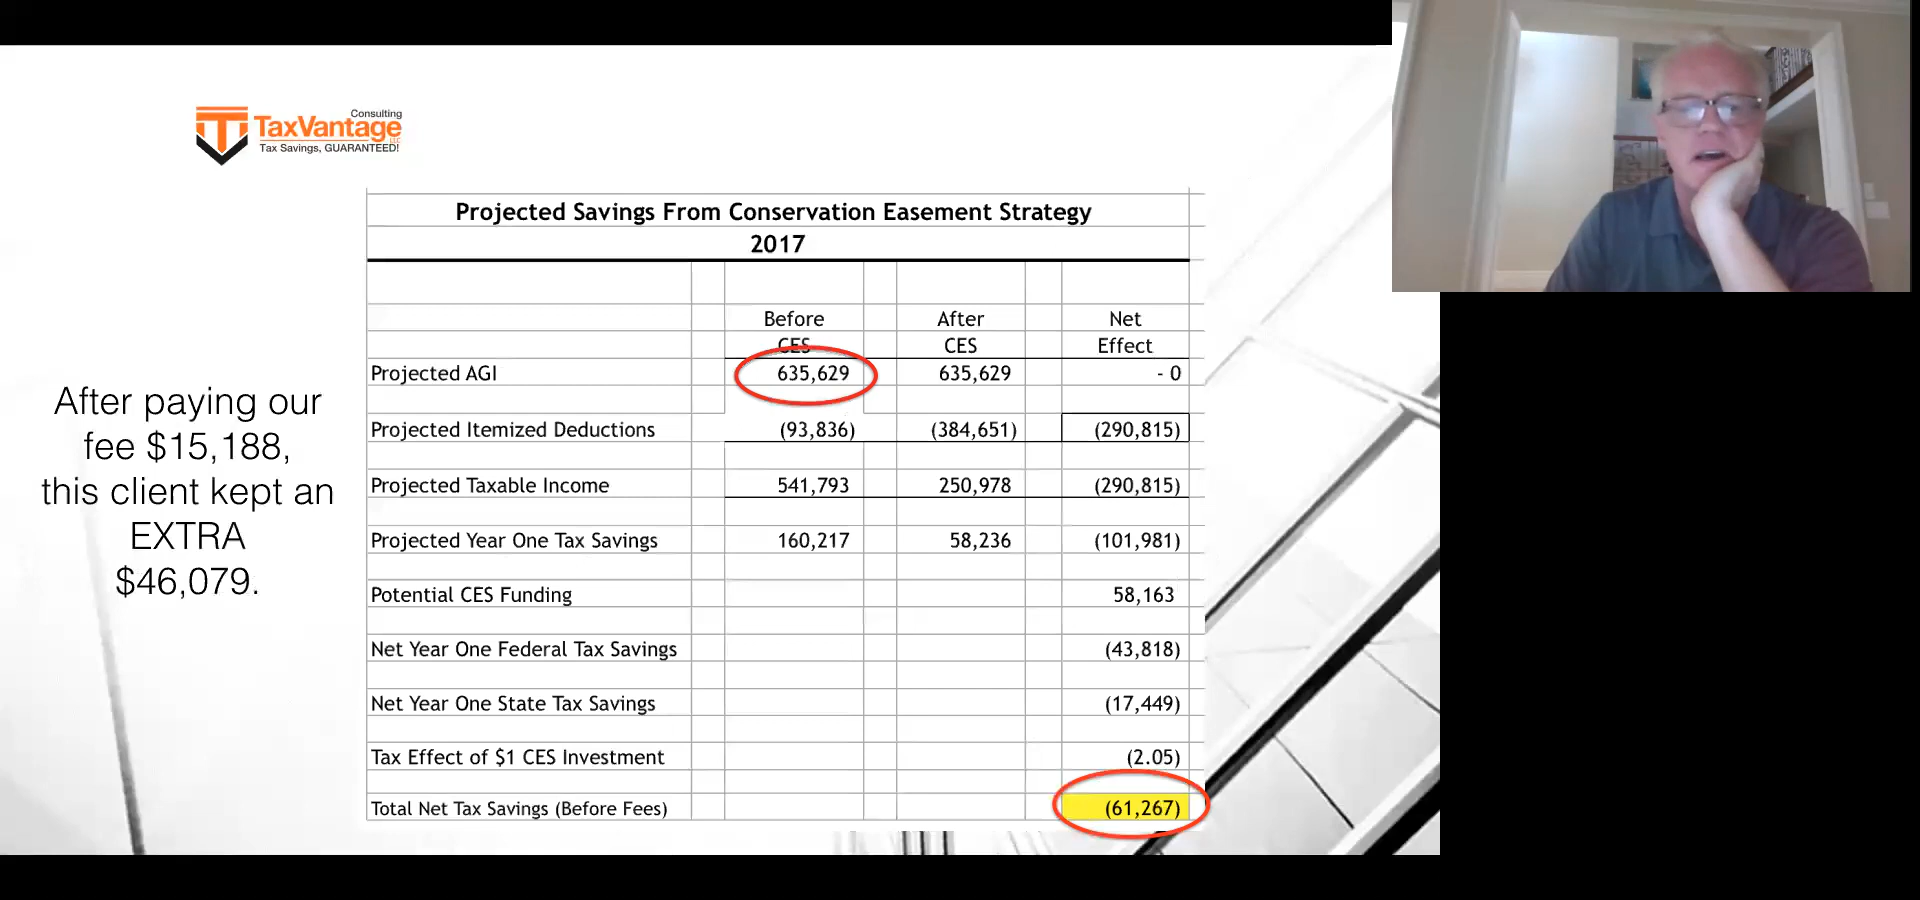 Consulting
TaxVantage
LLC
Tax Savings, GUARANTEED!
Projected Savings From Conservation Easement Strategy
2017
Before After Net
CES CES Effect
Projected AGI 635,629 635,629 - 0
Projected Itemized Deductions (93,836) (384,651) (290,815)
Projected Taxable Income 541,793 250,978 (290,815)
Projected Year One Tax Savings 160,217 58,236 (101,981)
Potential CES Funding 58,163
Net Year One Federal Tax Savings (43,818)
Net Year One State Tax Savings (17,449)
Tax Effect of $1 CES Investment (2.05)
Total Net Tax Savings (Before Fees) (61,267)
After paying our
fee $15,188,
this client kept an
EXTRA
$46,079.